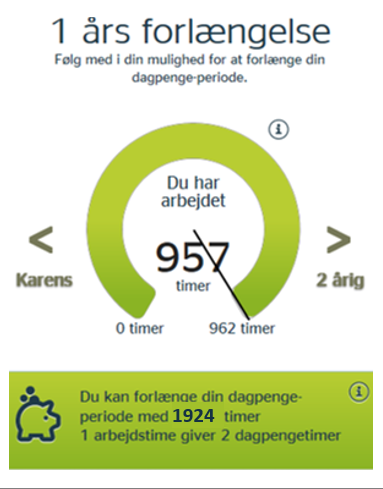 1 års forlængelse
Følg med i din mulighed for at forlænge din
dagpenge-periode.
Du har
arbejdet
957
timer
<
>
Karens
2 årig
0 timer
962 timer
Du kan forlænge din dagpenge-
periode med 1924 timer
1 arbejdstime giver 2 dagpengetimer